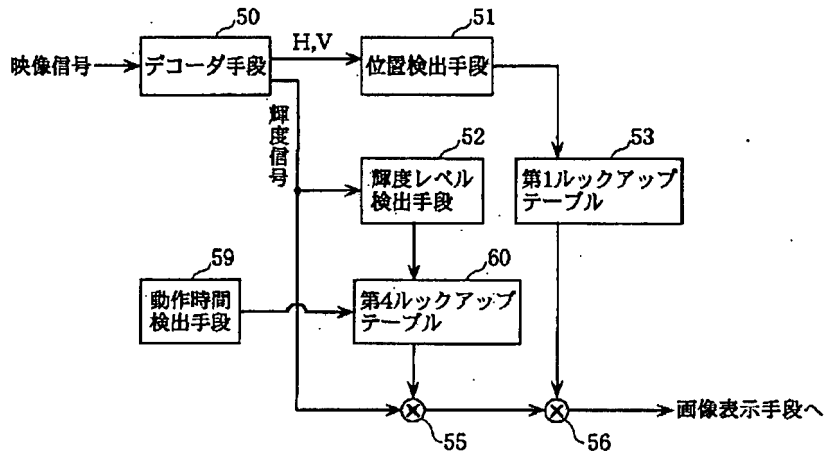 50
51
H,V
映像信号
デコーダ手段
位置検出手段
輝度信号
52
53
輝度レベル
検出手段
第1ルックアップ
テーブル
59
60
動作時間
検出手段
第4ルックアップ
テーブル
画像表示手段へ
55
56